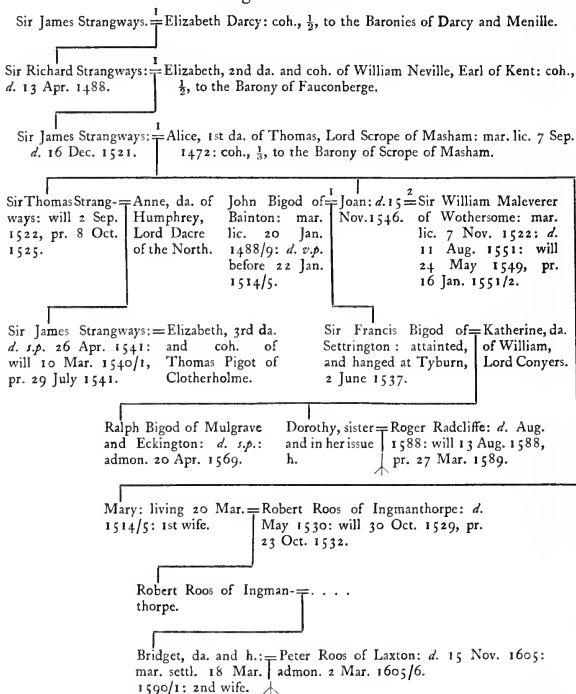 1
Sir James Strangways.=Elizabeth Darcy: coh., ½, to the Baronies of Darcy and Menille.
1
Sir Richard Strangways:=Elizabeth, 2nd da. and coh. of William Neville, Earl of Kent: coh.,
d. 13 Apr. 1488. ½, to the Barony of Fauconberge.
1
Sir James Strangways:=Alice, 1st da. of Thomas, Lord Scrope of Masham: mar. lic. 7 Sep.
d. 16 Dec. 1521. 1472: coh., ⅓, to the Barony of Scrope of Masham.
Sir Thomas Strang-=Anne, da. of
ways: will 2 Sep. Humphrey,
1522, pr. 8 Oct. Lord Dacre
1525. of the North.
1 2
John Bigod of=Joan: d. 15=Sir William Maleverer
Bainton: mar. Nov. 1546. of Wothersome: mar.
lic. 20 Jan. lic. 7 Nov. 1522: d.
1488/9: d. v.p. 11 Aug. 1551: will
before 22 Jan. 24 May 1549, pr.
1514/5. 16 Jan. 1551/2.
Sir James Strangways:=Elizabeth, 3rd da.
d. s.p. 26 Apr. 1541: and coh. of
will 10 Mar. 1540/1, Thomas Pigot of
pr. 29 July 1541. Clotherholme.
Sir Francis Bigod of=Katherine, da.
Settrington: attainted, of William,
and hanged at Tyburn, Lord Conyers.
2 June 1537.
Ralph Bigod of Mulgrave
and Eckington: d. s.p.:
admon. 20 Apr. 1569.
Dorothy, sister=Roger Radcliffe: d. Aug.
and in her issue 1588: will 13 Aug. 1588,
h. pr. 27 Mar. 1589.
Mary: living 20 Mar.=Robert Roos of Ingmanthorpe: d.
1514/5: 1st wife. May 1530: will 30 Oct. 1529, pr.
23 Oct. 1532.
Robert Roos of Ingman-=. . . .
thorpe.
Bridget, da. and h.:=Peter Roos of Laxton: d. 15 Nov. 1605:
mar. settl. 18 Mar. admon. 2 Mar. 1605/6.
1590/1: 2nd wife.